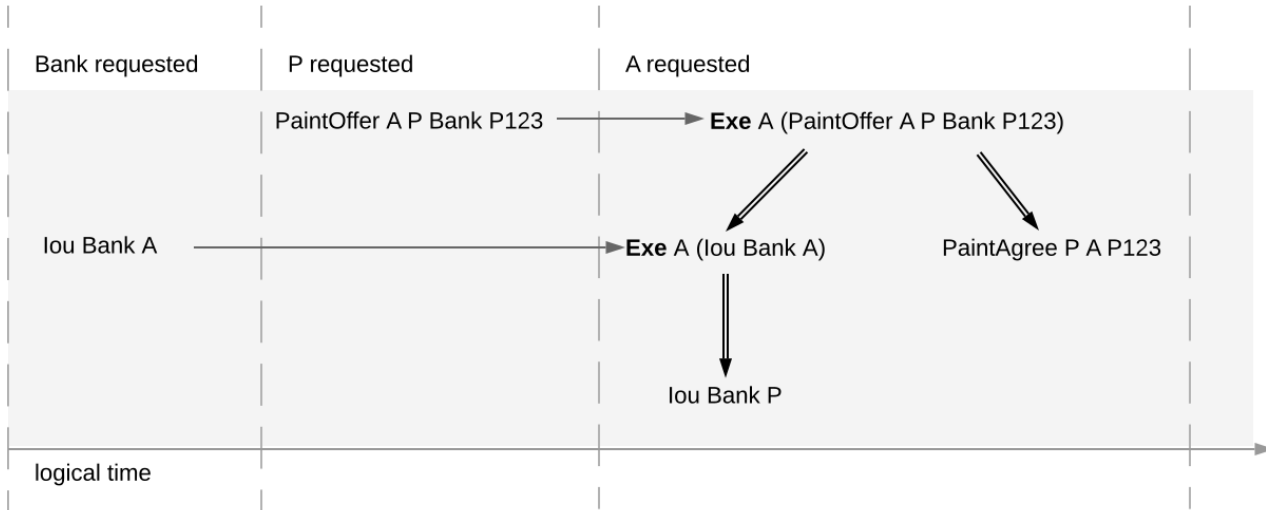 Bank requested
P requested
A requested
PaintOffer A P Bank P123
Exe A (PaintOffer A P Bank P123)
Iou Bank A
Exe A (Iou Bank A)
PaintAgree P A P123
Iou Bank P
logical time